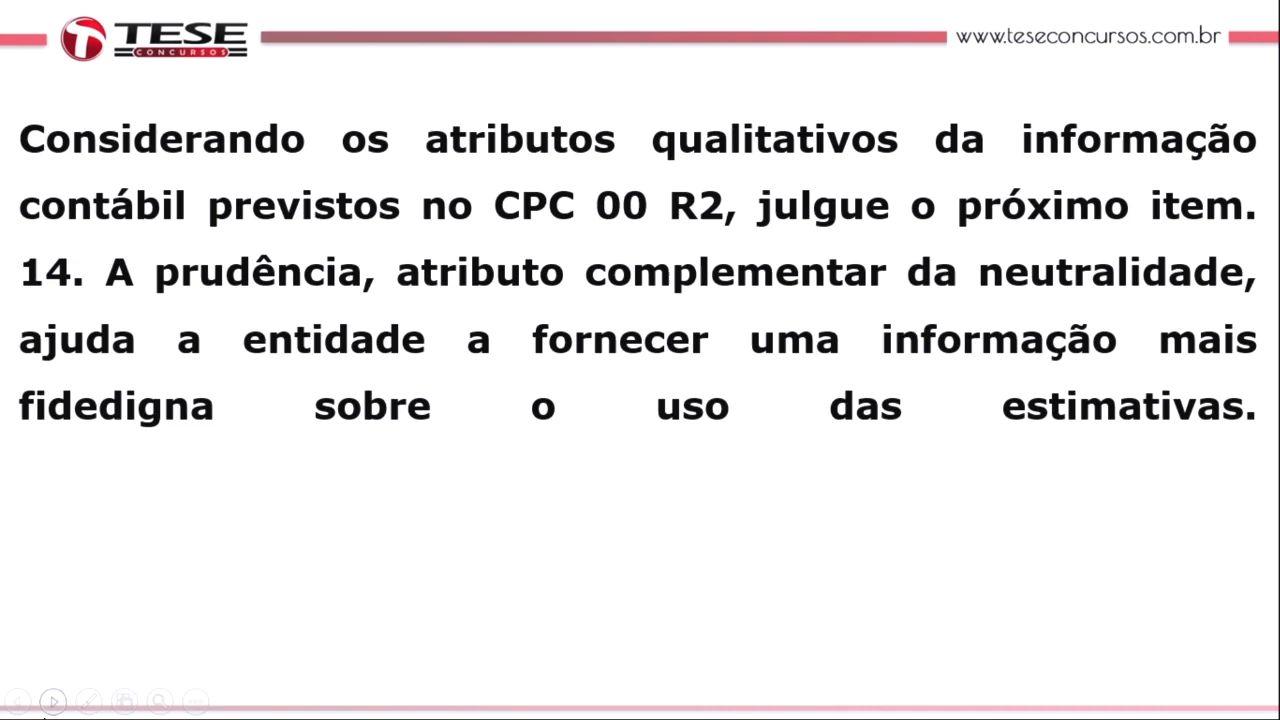 TESE
CONCURSOS
www.teseconcursos.com.br
Considerando os atributos qualitativos da informação
contábil previstos no CPC 00 R2, julgue o próximo item.
14. A prudência, atributo complementar da neutralidade,
ajuda a entidade a fornecer uma informação mais
fidedigna sobre o uso das estimativas.